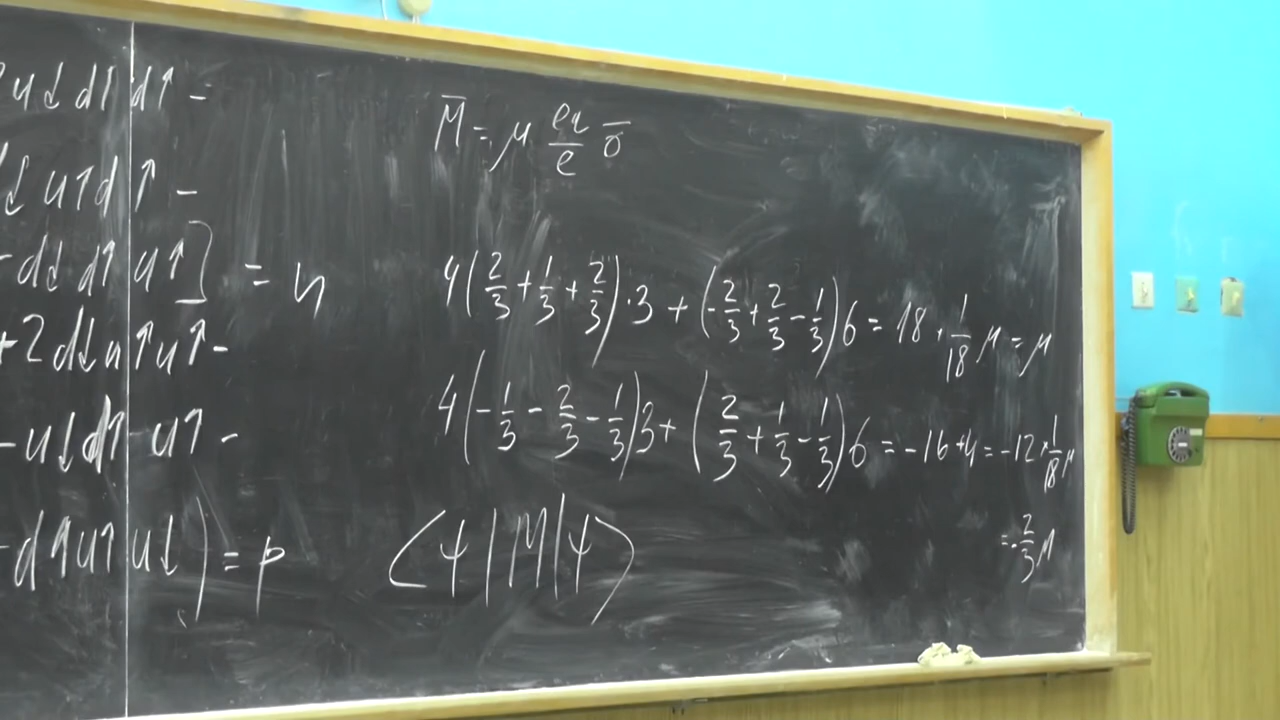 u↓ d↑ d↑ -
↓ u↑ d↑ -
- d↓ d↑ u↑] = n
+ 2 d↓ u↑ u↑ -
- u↓ d↑ u↑ -
- d↑ u↑ u↓) = p
M̅ = μ eq/e σ̅
4(2/3 + 1/3 + 2/3)·3 + (-2/3 + 2/3 - 1/3)6 = 18 · 1/18 μ = μ
4(-1/3 - 2/3 - 1/3)3 + (2/3 + 1/3 - 1/3)6 = -16 + 4 = -12 · 1/18 μ
= -2/3 μ
⟨ψ|M|ψ⟩